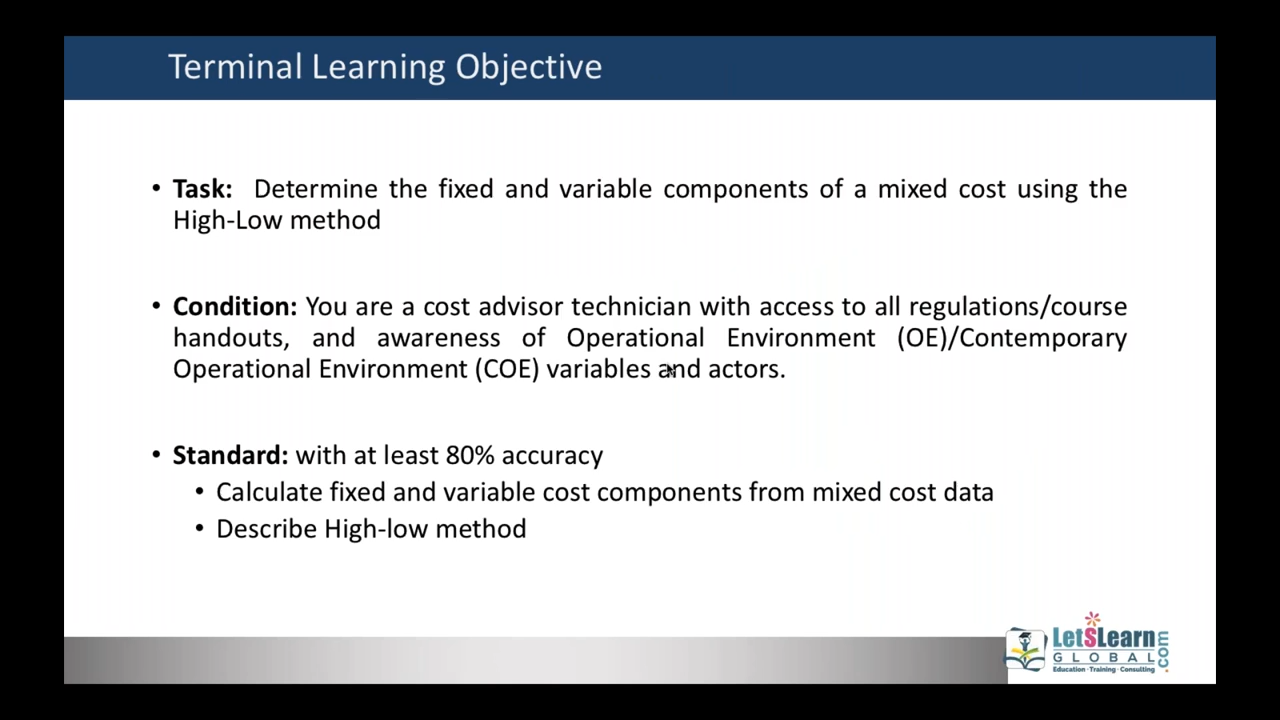 Terminal Learning Objective
• Task: Determine the fixed and variable components of a mixed cost using the
High-Low method
• Condition: You are a cost advisor technician with access to all regulations/course
handouts, and awareness of Operational Environment (OE)/Contemporary
Operational Environment (COE) variables and actors.
• Standard: with at least 80% accuracy
• Calculate fixed and variable cost components from mixed cost data
• Describe High-low method
LetSLearn
GLOBAL
.com
Education · Training · Consulting